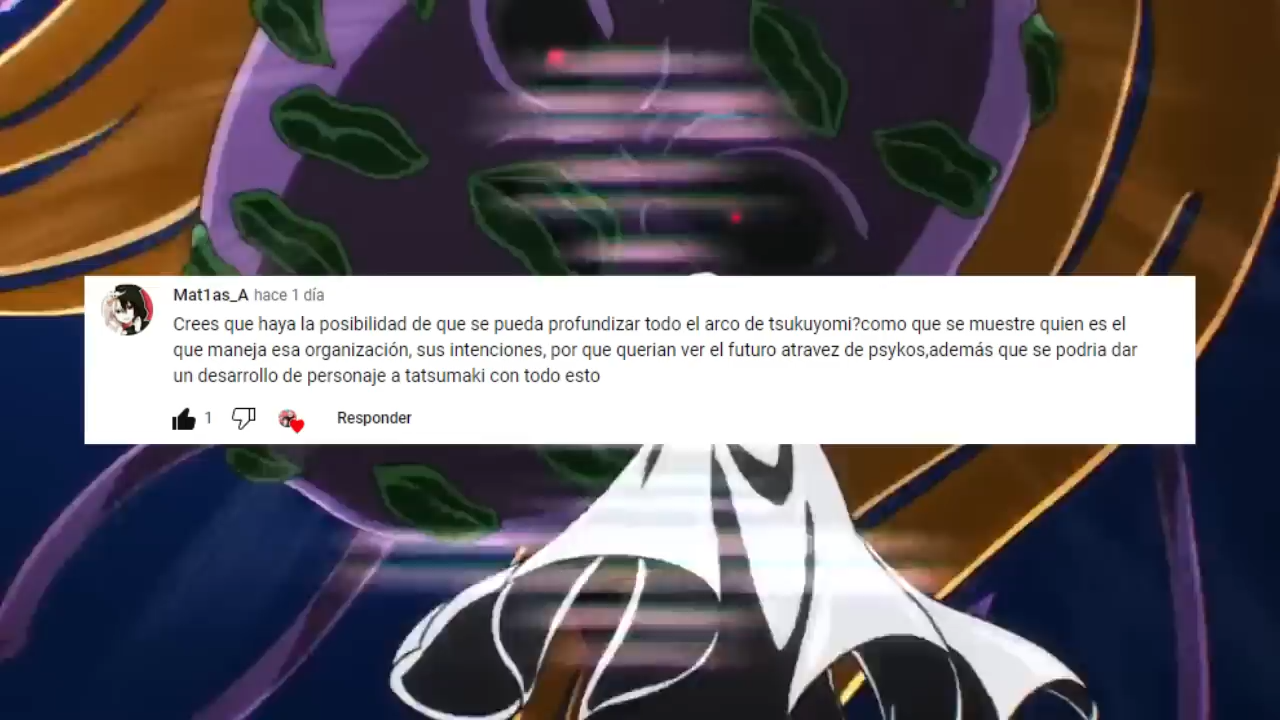 Mat1as_A hace 1 día
Crees que haya la posibilidad de que se pueda profundizar todo el arco de tsukuyomi?como que se muestre quien es el
que maneja esa organización, sus intenciones, por que querian ver el futuro atravez de psykos,además que se podria dar
un desarrollo de personaje a tatsumaki con todo esto
1 Responder